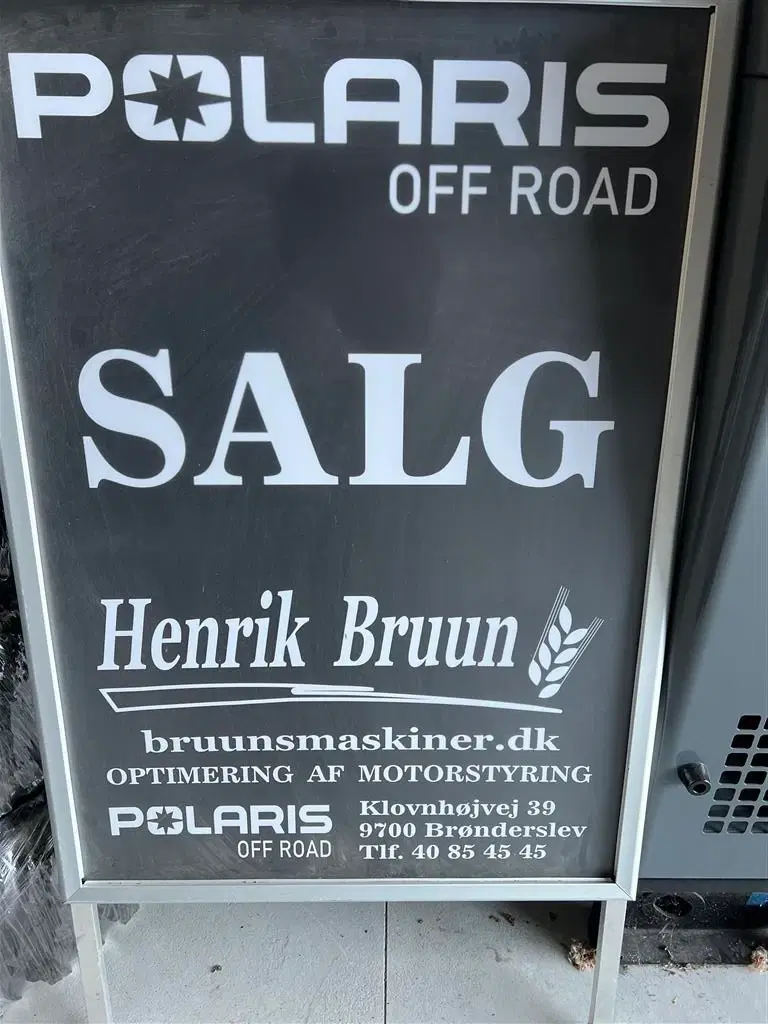 POLARIS
OFF ROAD
SALG
Henrik Bruun
bruunsmaskiner.dk
OPTIMERING AF MOTORSTYRING
POLARIS
OFF ROAD
Klovnhøjvej 39
9700 Brønderslev
Tlf. 40 85 45 45